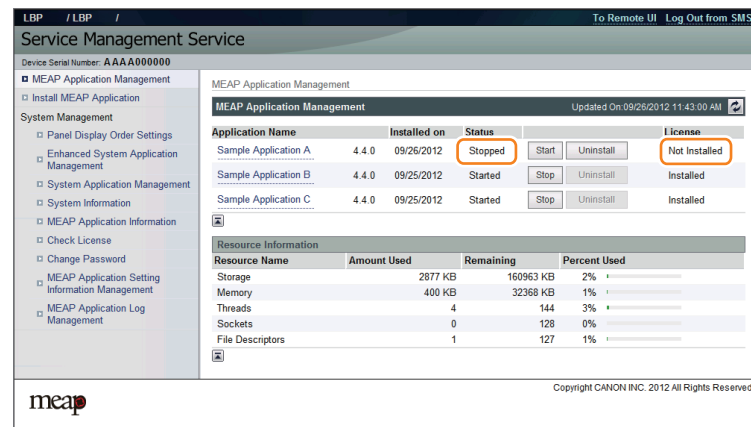 LBP / LBP / To Remote UI Log Out from SMS
Service Management Service
Device Serial Number: AAAA000000
MEAP Application Management
Install MEAP Application
System Management
Panel Display Order Settings
Enhanced System Application
Management
System Application Management
System Information
MEAP Application Information
Check License
Change Password
MEAP Application Setting
Information Management
MEAP Application Log
Management
MEAP Application Management
MEAP Application Management Updated On:09/26/2012 11:43:00 AM
Application Name Installed on Status License
Sample Application A 4.4.0 09/26/2012 Stopped Start Uninstall Not Installed
Sample Application B 4.4.0 09/25/2012 Started Stop Uninstall Installed
Sample Application C 4.4.0 09/25/2012 Started Stop Uninstall Installed
Resource Information
Resource Name Amount Used Remaining Percent Used
Storage 2877 KB 160963 KB 2%
Memory 400 KB 32368 KB 1%
Threads 4 144 3%
Sockets 0 128 0%
File Descriptors 1 127 1%
Copyright CANON INC. 2012 All Rights Reserved
meap